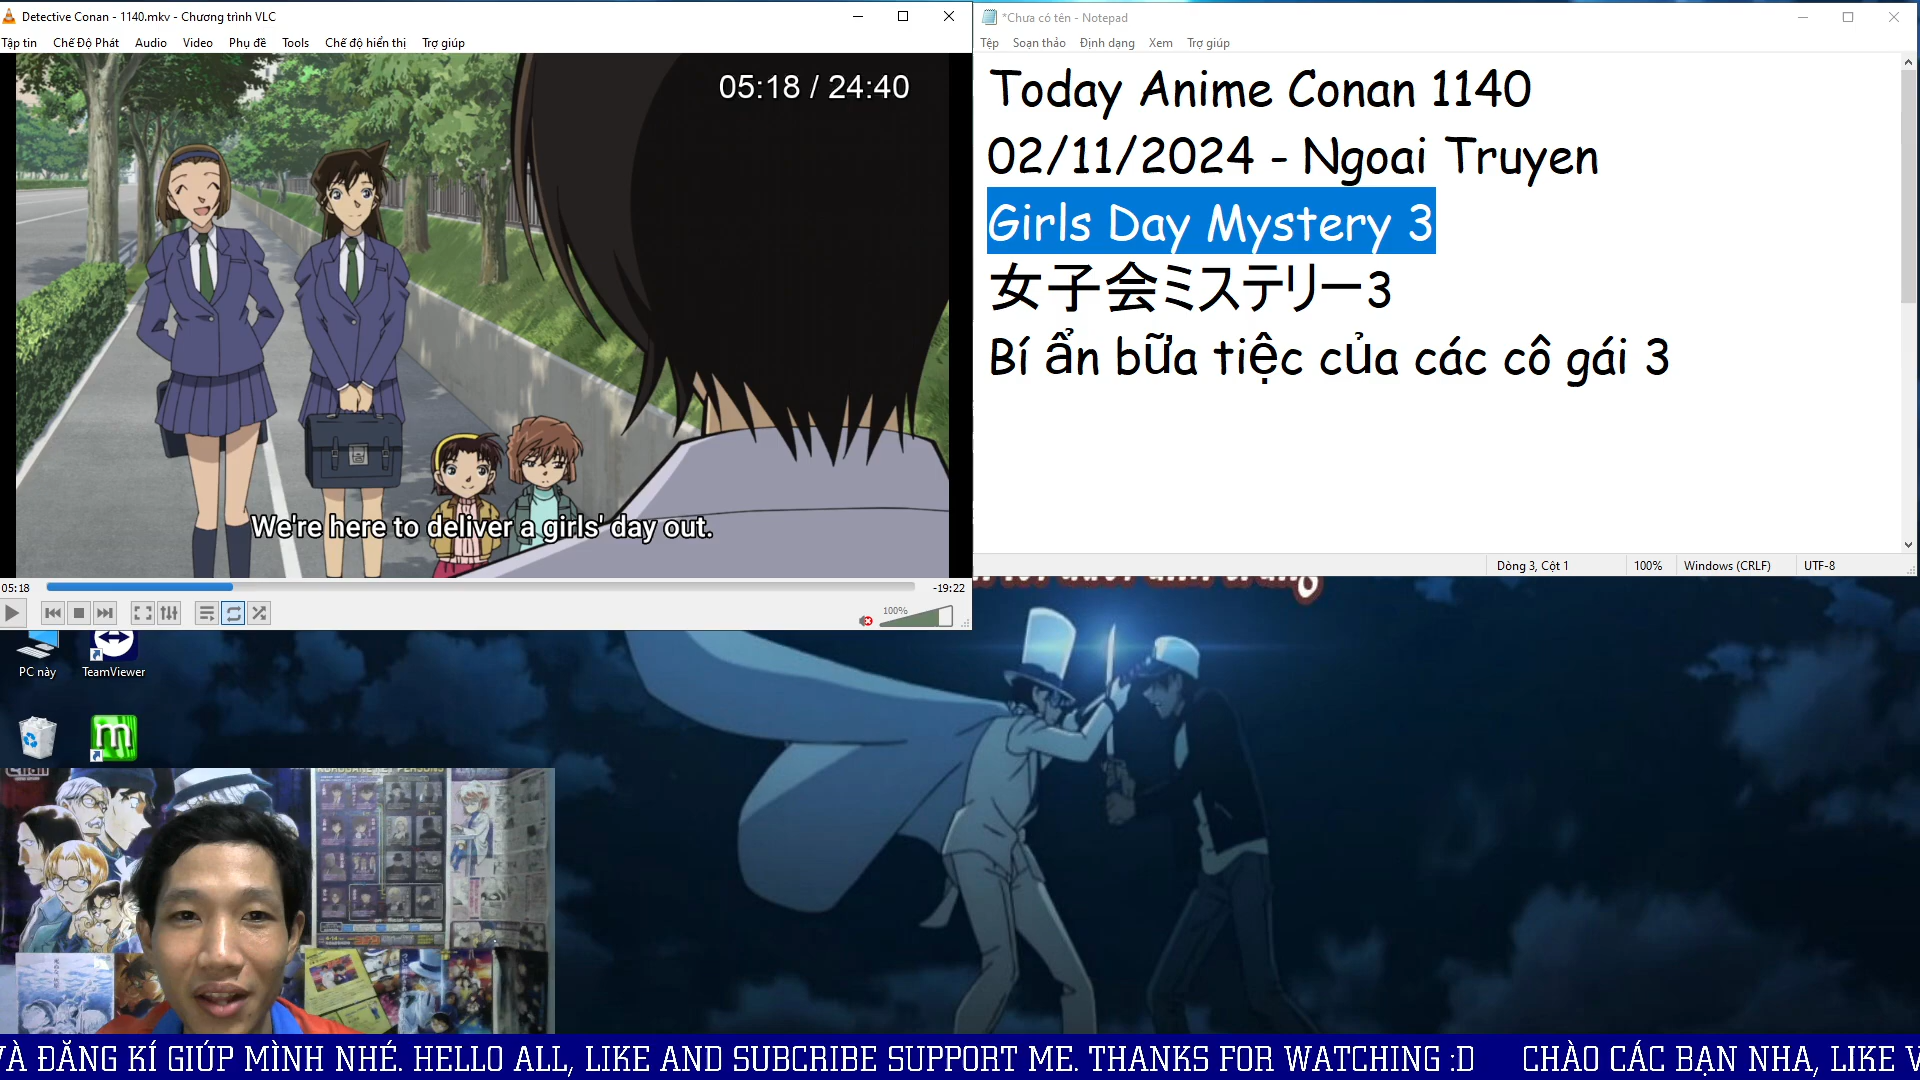 Detective Conan - 1140.mkv - Chương trình VLC
Tập tin Chế Độ Phát Audio Video Phụ đề Tools Chế độ hiển thị Trợ giúp
05:18 / 24:40
We're here to deliver a girls' day out.
05:18
-19:22
100%
*Chưa có tên - Notepad
Tệp Soạn thảo Định dạng Xem Trợ giúp
Today Anime Conan 1140
02/11/2024 - Ngoai Truyen
Girls Day Mystery 3
女子会ミステリー3
Bí ẩn bữa tiệc của các cô gái 3
Dòng 3, Cột 1 100% Windows (CRLF) UTF-8
PC này TeamViewer
VÀ ĐĂNG KÍ GIÚP MÌNH NHÉ. HELLO ALL, LIKE AND SUBCRIBE SUPPORT ME. THANKS FOR WATCHING :D CHÀO CÁC BẠN NHA, LIKE V